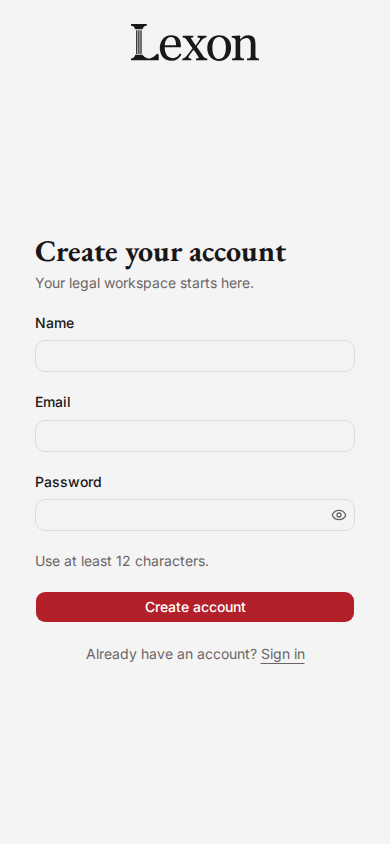 Lexon
Create your account
Your legal workspace starts here.
Name
Email
Password
Use at least 12 characters.
Create account
Already have an account? Sign in